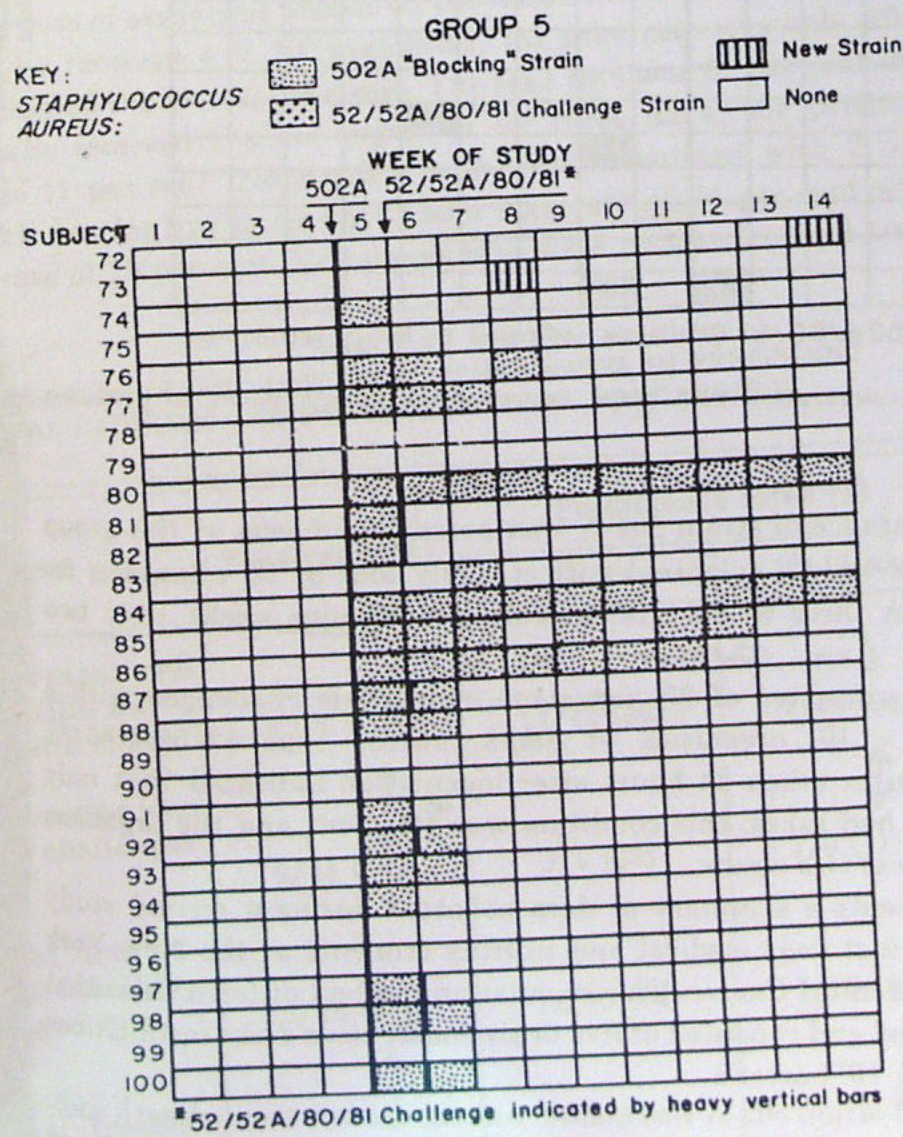 GROUP 5
KEY:
STAPHYLOCOCCUS
AUREUS:
502A "Blocking" Strain
52/52A/80/81 Challenge Strain
New Strain
None
WEEK OF STUDY
502A 52/52A/80/81*
SUBJECT 1 2 3 4 5 6 7 8 9 10 11 12 13 14
72
73
74
75
76
77
78
79
80
81
82
83
84
85
86
87
88
89
90
91
92
93
94
95
96
97
98
99
100
*52/52A/80/81 Challenge indicated by heavy vertical bars